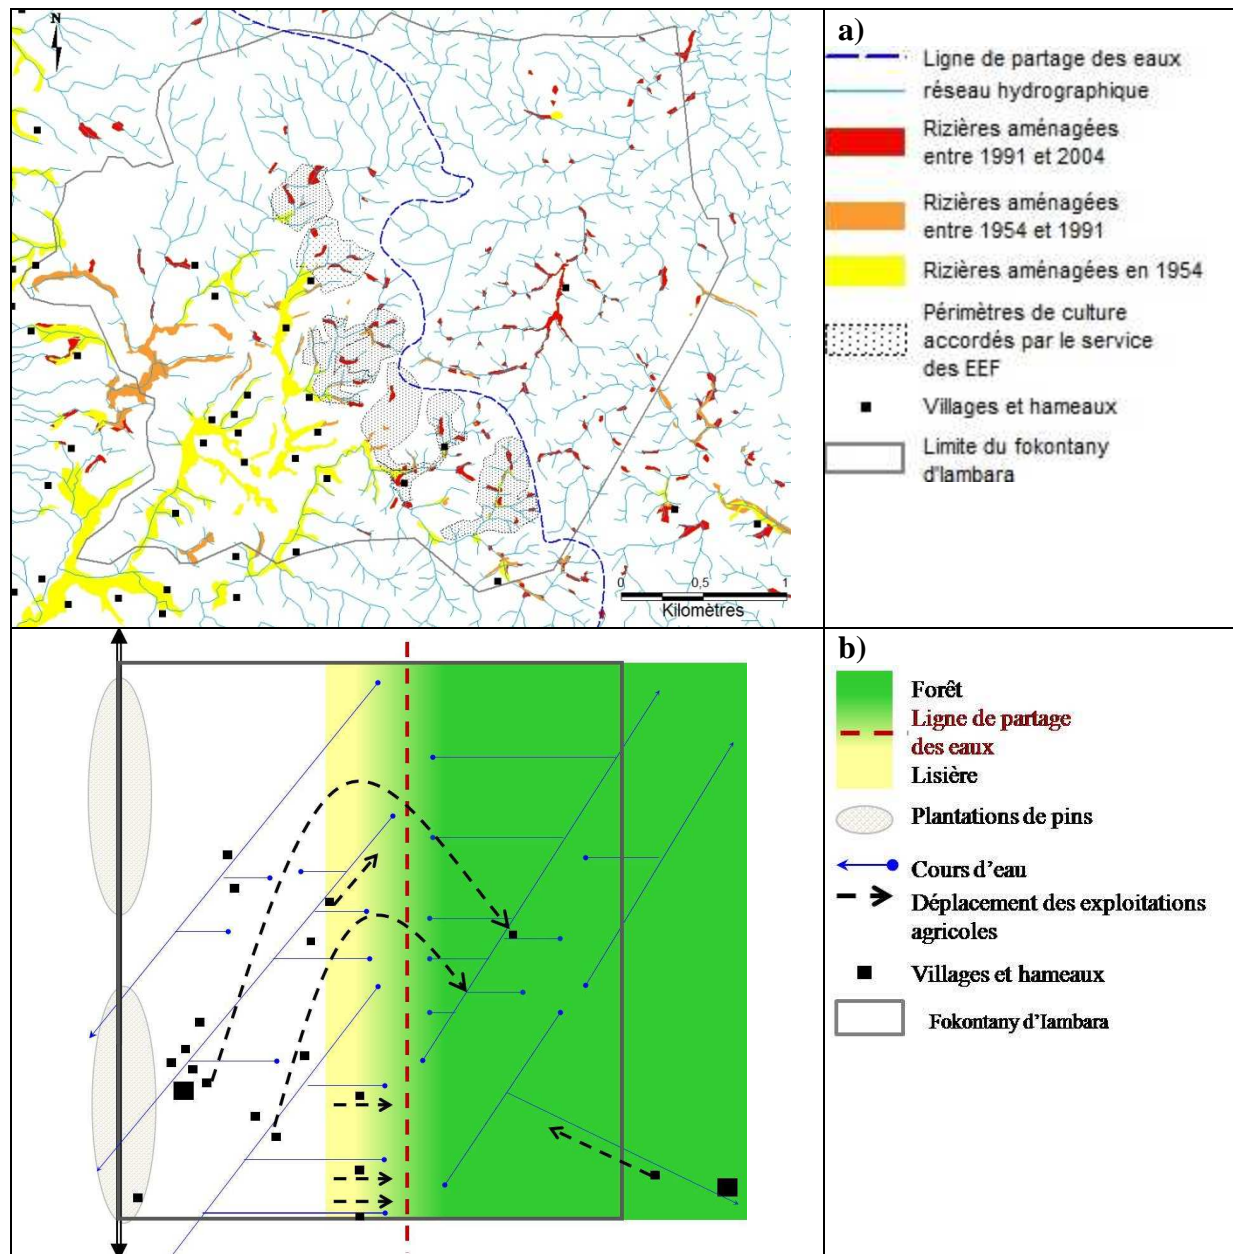 N
0
0,5
1
Kilomètres
a)
Ligne de partage des eaux
réseau hydrographique
Rizières aménagées
entre 1991 et 2004
Rizières aménagées
entre 1954 et 1991
Rizières aménagées en 1954
Périmètres de culture
accordés par le service
des EEF
Villages et hameaux
Limite du fokontany
d'Iambara
b)
Forêt
Ligne de partage
des eaux
Lisière
Plantations de pins
Cours d'eau
Déplacement des exploitations
agricoles
Villages et hameaux
Fokontany d'Iambara